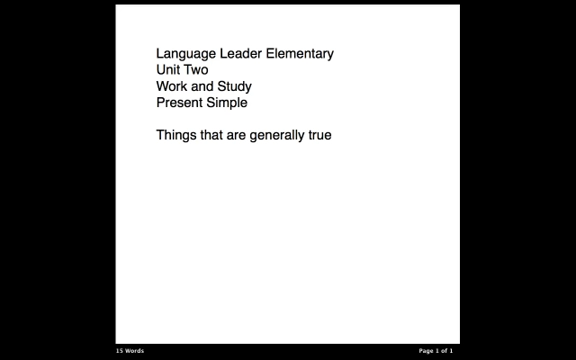 Language Leader Elementary
Unit Two
Work and Study
Present Simple
Things that are generally true
15 Words
Page 1 of 1